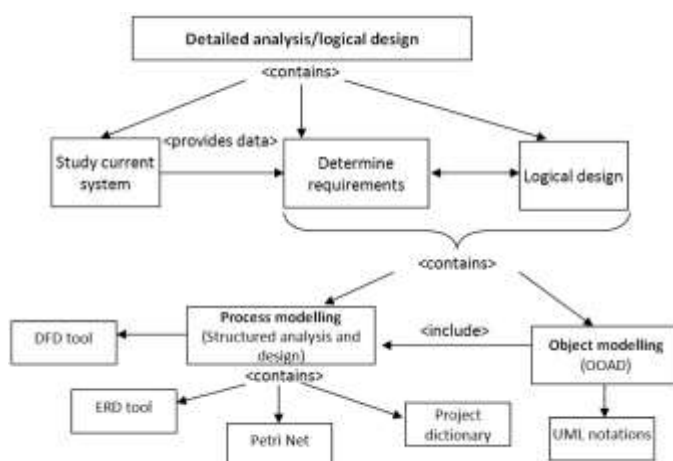 Detailed analysis/logical design
<contains>
<provides data>
Study current
system
Determine
requirements
Logical design
<contains>
Process modelling
(Structured analysis and
design)
<include>
Object modelling
(OOAD)
DFD tool
<contains>
ERD tool
Petri Net
Project
dictionary
UML notations